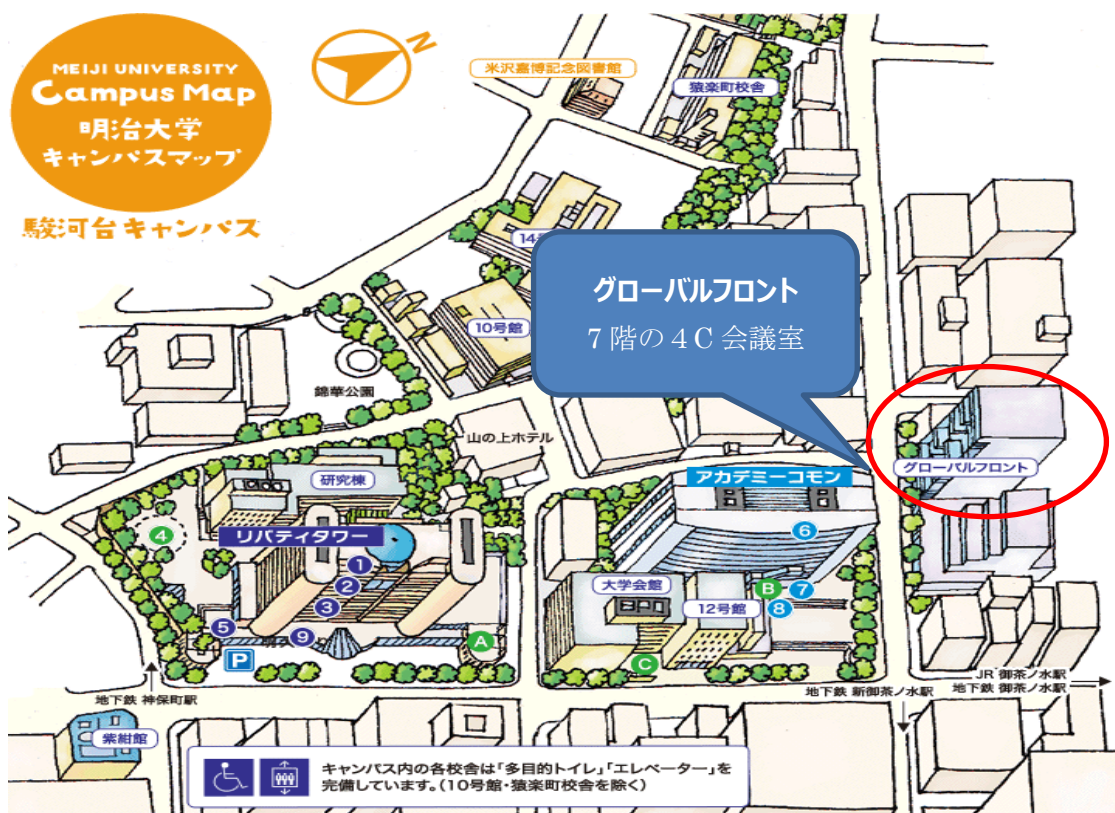 MEIJI UNIVERSITY
Campus Map
明治大学
キャンパスマップ
駿河台キャンパス
N
米沢嘉博記念図書館
猿楽町校舎
14
グローバルフロント
7階の4C会議室
10号館
錦華公園
山の上ホテル
研究棟
アカデミーコモン
グローバルフロント
4
リバティタワー
6
1
2
3
大学会館
B
7
12号館
8
5
9
A
P
C
地下鉄 神保町駅
JR 御茶ノ水駅
地下鉄 新御茶ノ水駅
地下鉄 御茶ノ水駅
紫紺館
キャンパス内の各校舎は「多目的トイレ」「エレベーター」を
完備しています。(10号館・猿楽町校舎を除く)